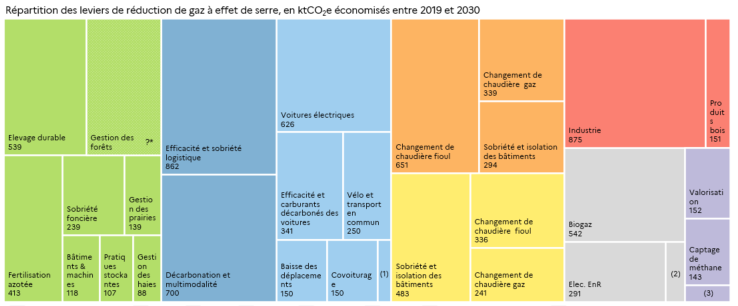 Répartition des leviers de réduction de gaz à effet de serre, en ktCO₂e économisés entre 2019 et 2030
Elevage durable
539
Gestion des
forêts ?*
Fertilisation
azotée
413
Sobriété
foncière
239
Gestio
n des
prairies
139
Bâtime
nts &
machines
118
Pratiq
ues
stocka
ntes
107
Gesti
on des
haies
88
Efficacité et sobriété
logistique
862
Décarbonation et
multimodalité
700
Voitures électriques
626
Efficacité et
carburants
décarbonés des
voitures
341
Vélo et
transport en
commun
250
Baisse des
déplaceme
nts
150
Covoiturag
e
150
(1)
Changement de
chaudière fioul
651
Changement de
chaudière gaz
339
Sobriété et isolation
des bâtiments
294
Sobriété et
isolation des
bâtiments
483
Changement de
chaudière fioul
336
Changement de
chaudière gaz
241
Industrie
875
Pro
duit
s
bois
151
Biogaz
542
Elec. EnR
291
(2)
Valorisati
on
152
Captage
de
méthane
143
(3)